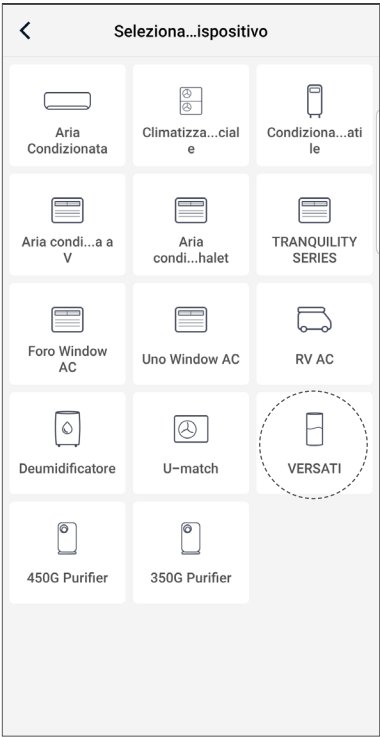 Seleziona...ispositivo
Aria
Condizionata
Climatizza...cial
e
Condiziona...ati
le
Aria condi...a a
V
Aria
condi...halet
TRANQUILITY
SERIES
Foro Window
AC
Uno Window AC
RV AC
Deumidificatore
U-match
VERSATI
450G Purifier
350G Purifier